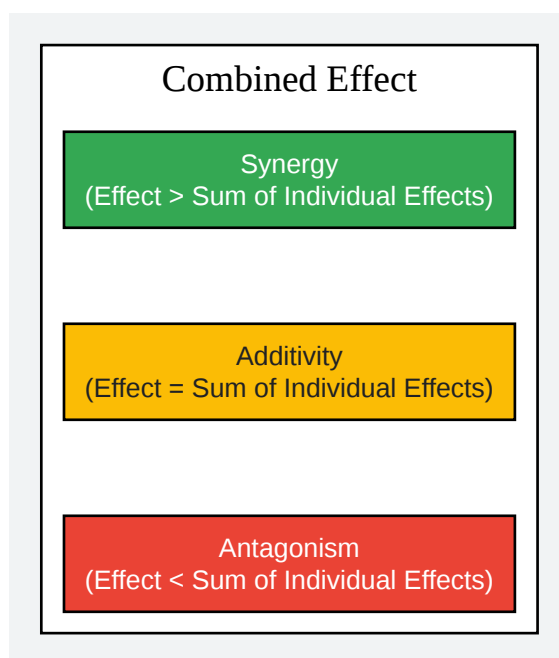 Combined Effect
Synergy
(Effect > Sum of Individual Effects)
Additivity
(Effect = Sum of Individual Effects)
Antagonism
(Effect < Sum of Individual Effects)